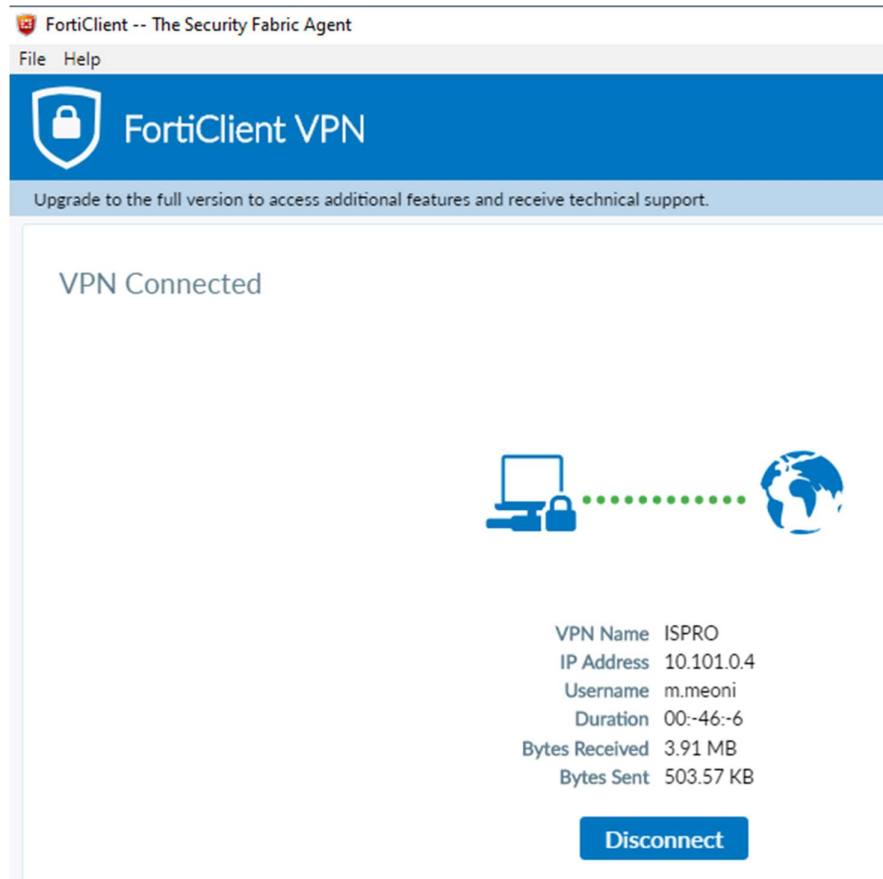 FortiClient -- The Security Fabric Agent
File Help
FortiClient VPN
Upgrade to the full version to access additional features and receive technical support.
VPN Connected
VPN Name ISPRO
IP Address 10.101.0.4
Username m.meoni
Duration 00:-46:-6
Bytes Received 3.91 MB
Bytes Sent 503.57 KB
Disconnect